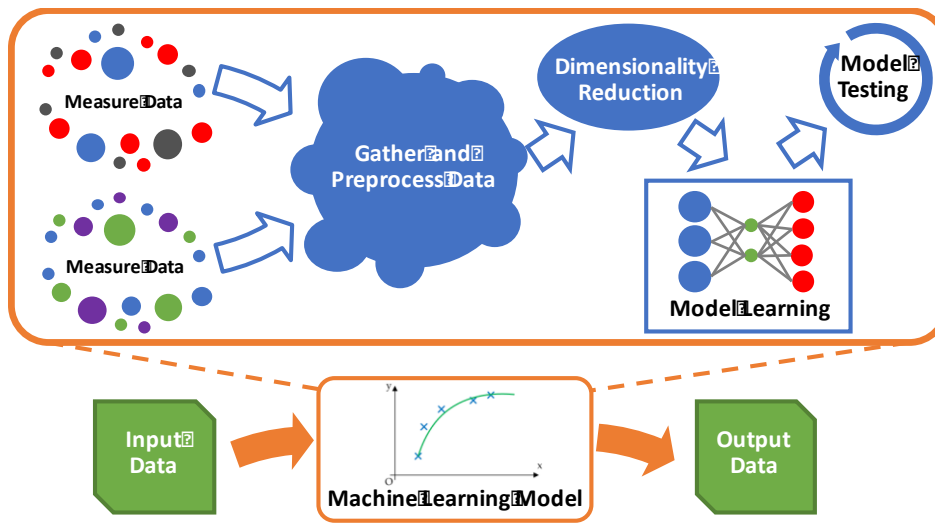 Measure Data
Measure Data
Gather and
Preprocess Data
Dimensionality
Reduction
Model
Testing
Model Learning
y
x
O
Machine Learning Model
Input
Data
Output
Data